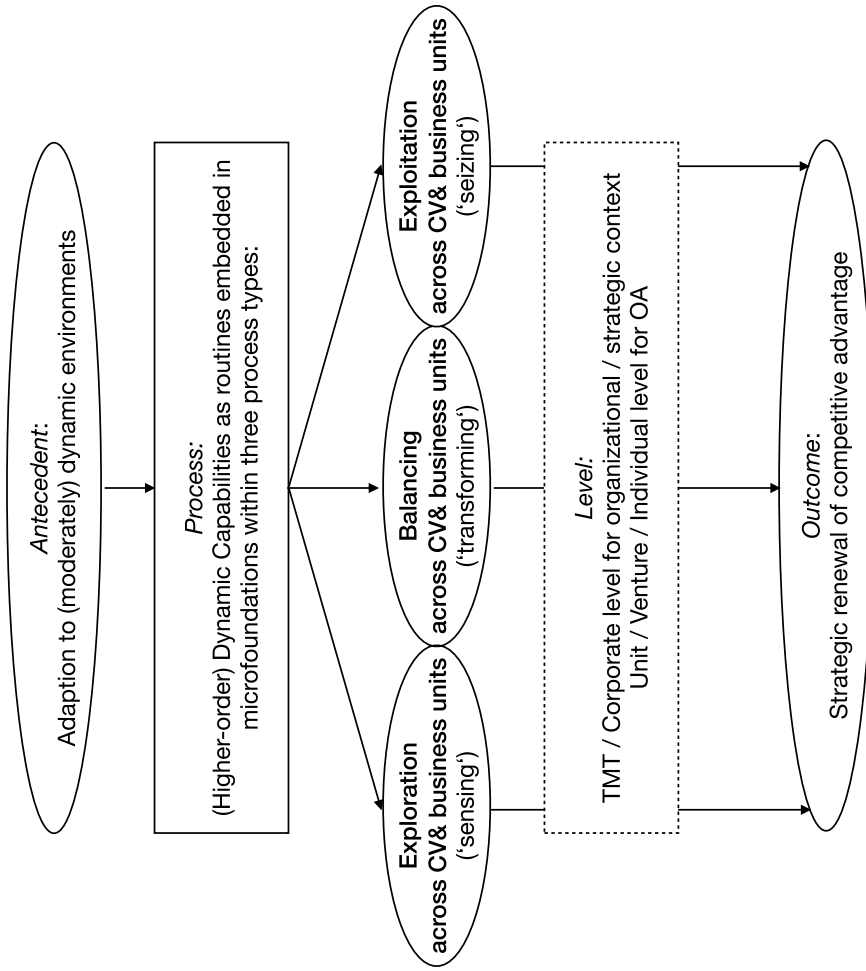 Antecedent:
Adaption to (moderately) dynamic environments
Process:
(Higher-order) Dynamic Capabilities as routines embedded in
microfoundations within three process types:
Exploration
across CV& business units
(‘sensing‘)
Balancing
across CV& business units
(‘transforming‘)
Exploitation
across CV& business units
(‘seizing‘)
Level:
TMT / Corporate level for organizational / strategic context
Unit / Venture / Individual level for OA
Outcome:
Strategic renewal of competitive advantage